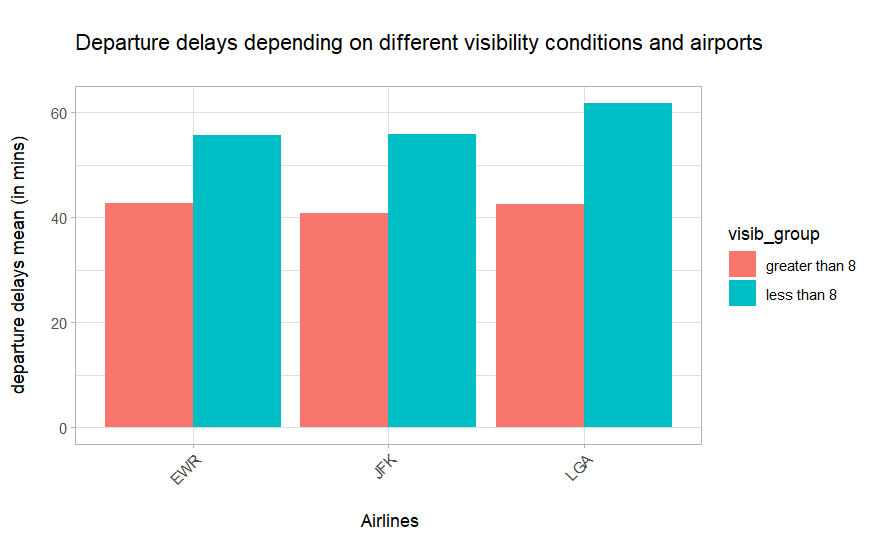 Departure delays depending on different visibility conditions and airports
departure delays mean (in mins)
60
40
20
0
EWR
JFK
LGA
Airlines
visib_group
greater than 8
less than 8